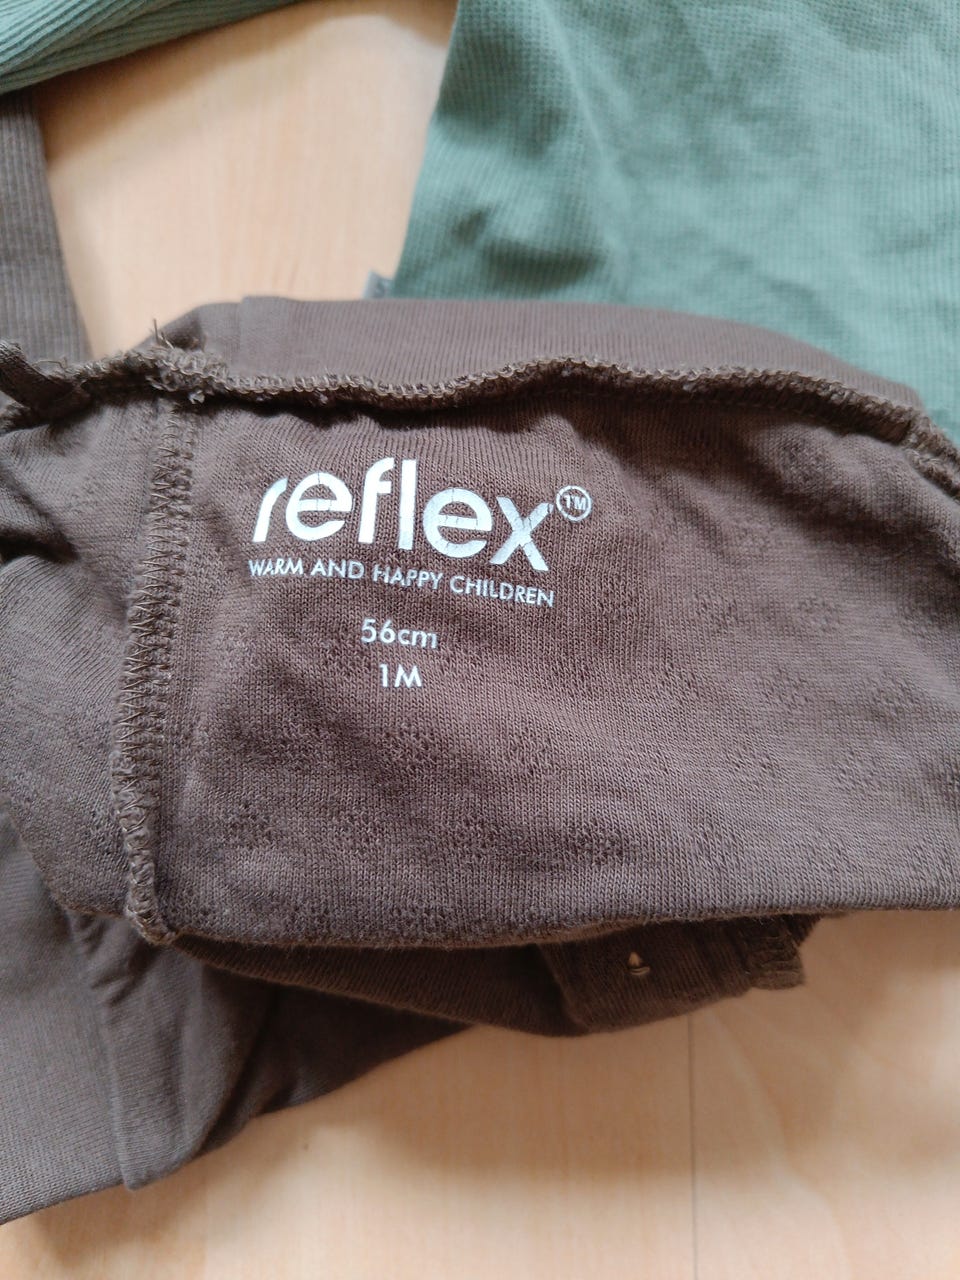 reflex™
WARM AND HAPPY CHILDREN
56cm
1M